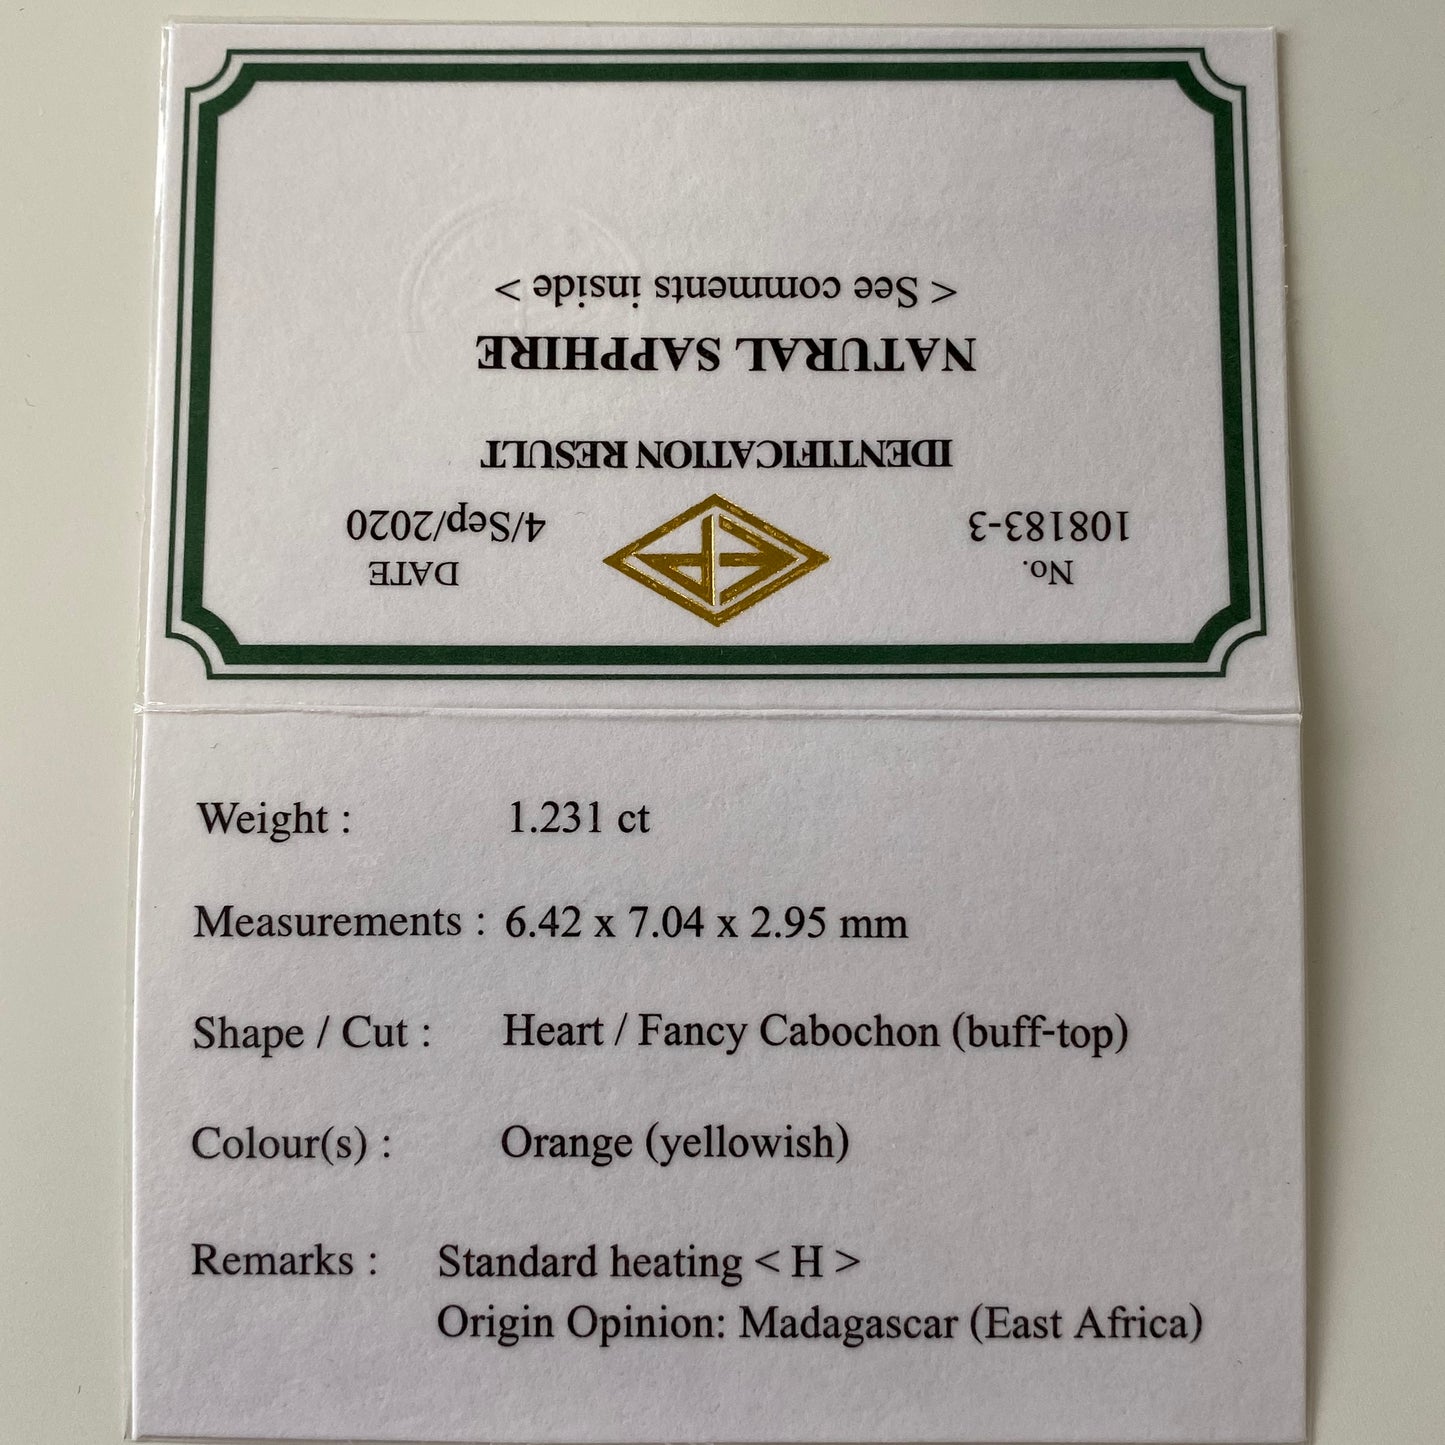 No.
108183-3
DATE
4/Sep/2020
IDENTIFICATION RESULT
NATURAL SAPPHIRE
< See comments inside >
Weight : 1.231 ct
Measurements : 6.42 x 7.04 x 2.95 mm
Shape / Cut : Heart / Fancy Cabochon (buff-top)
Colour(s) : Orange (yellowish)
Remarks : Standard heating < H >
Origin Opinion: Madagascar (East Africa)